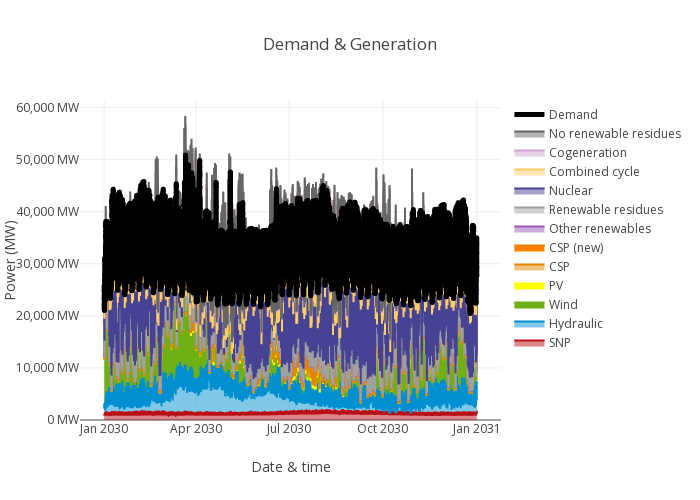 Demand & Generation
60,000 MW
50,000 MW
40,000 MW
30,000 MW
20,000 MW
10,000 MW
0 MW
Power (MW)
Jan 2030
Apr 2030
Jul 2030
Oct 2030
Jan 2031
Date & time
Demand
No renewable residues
Cogeneration
Combined cycle
Nuclear
Renewable residues
Other renewables
CSP (new)
CSP
PV
Wind
Hydraulic
SNP